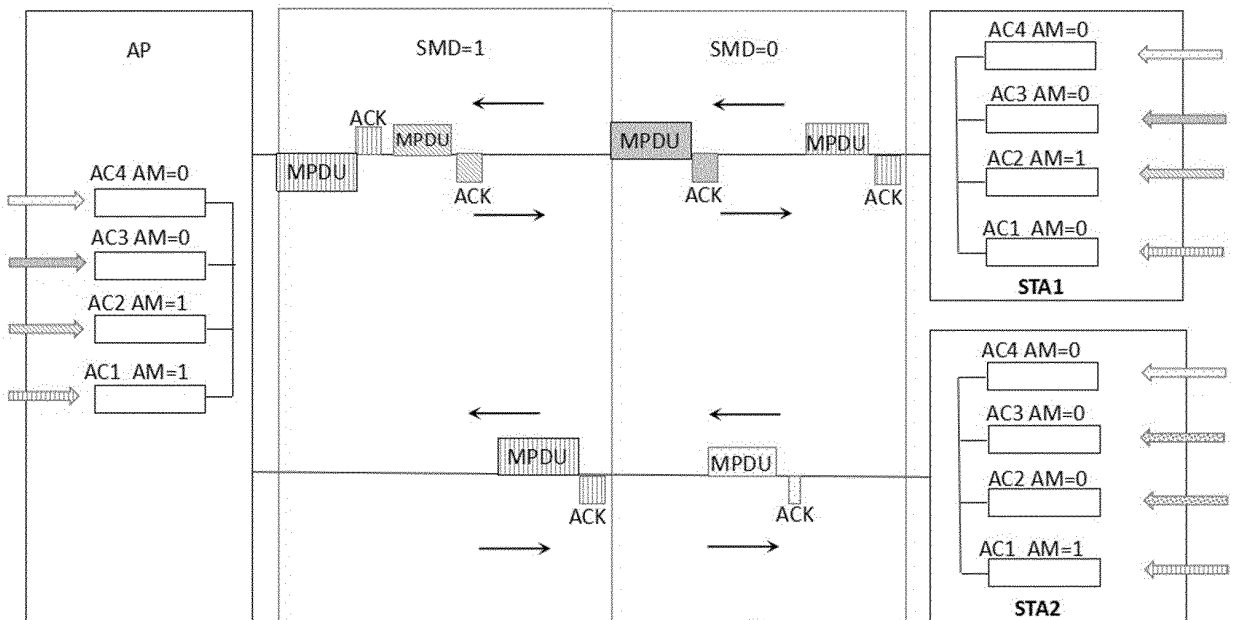 AP
AC4 AM=0
AC3 AM=0
AC2 AM=1
AC1 AM=1
SMD=1
SMD=0
ACK
MPDU
MPDU
ACK
MPDU
MPDU
ACK
ACK
MPDU
ACK
MPDU
ACK
AC4 AM=0
AC3 AM=0
AC2 AM=1
AC1 AM=0
STA1
AC4 AM=0
AC3 AM=0
AC2 AM=0
AC1 AM=1
STA2